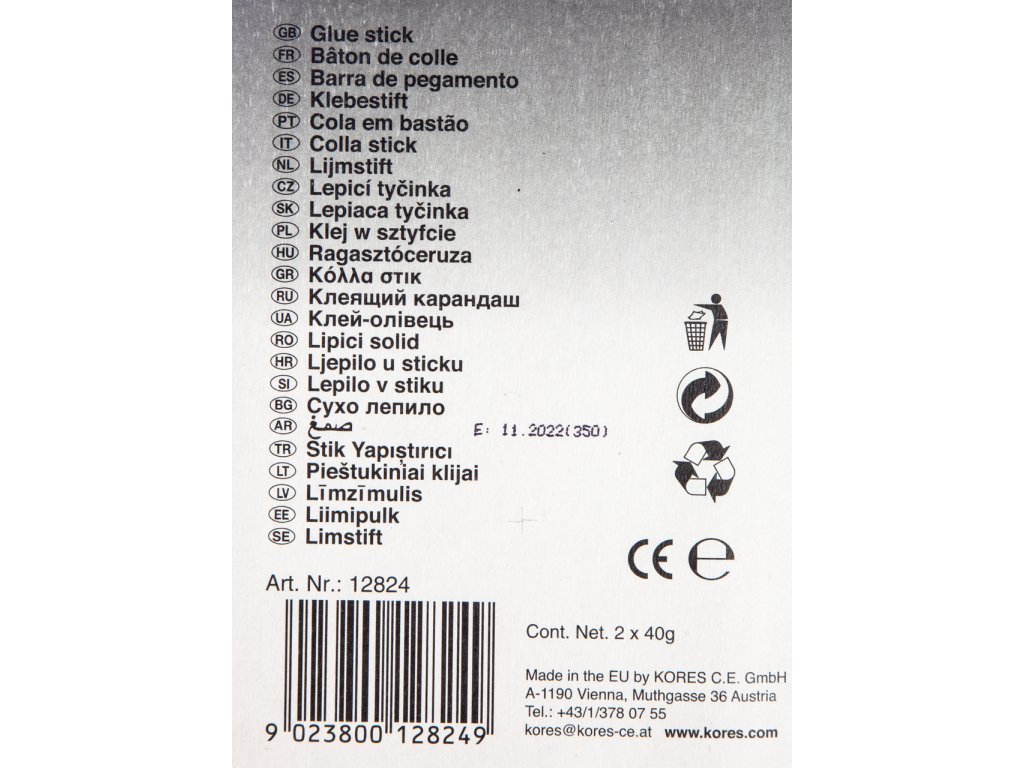 GB Glue stick
FR Bâton de colle
ES Barra de pegamento
DE Klebestift
PT Cola em bastão
IT Colla stick
NL Lijmstift
CZ Lepicí tyčinka
SK Lepiaca tyčinka
PL Klej w sztyfcie
HU Ragasztóceruza
GR Κόλλα στικ
RU Клеящий карандаш
UA Клей-олівець
RO Lipici solid
HR Ljepilo u sticku
SI Lepilo v stiku
BG Сухо лепило
AR صمغ
E: 11.2022(350)
TR Stik Yapıştırıcı
LT Pieštukiniai klijai
LV Līmzīmulis
EE Liimipulk
SE Limstift
CE ℮
Art. Nr.: 12824
9 023800 128249
Cont. Net. 2 x 40g
Made in the EU by KORES C.E. GmbH
A-1190 Vienna, Muthgasse 36 Austria
Tel.: +43/1/378 07 55
kores@kores-ce.at www.kores.com